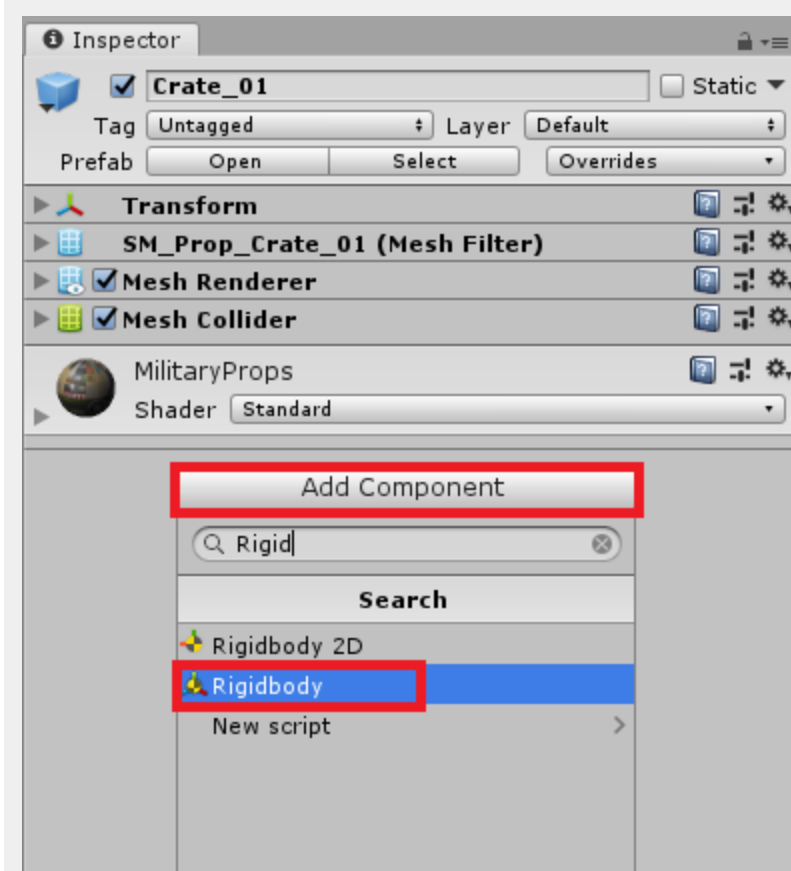 Inspector
Crate_01 Static
Tag Untagged Layer Default
Prefab Open Select Overrides
Transform
SM_Prop_Crate_01 (Mesh Filter)
Mesh Renderer
Mesh Collider
MilitaryProps
Shader Standard
Add Component
Rigid
Search
Rigidbody 2D
Rigidbody
New script